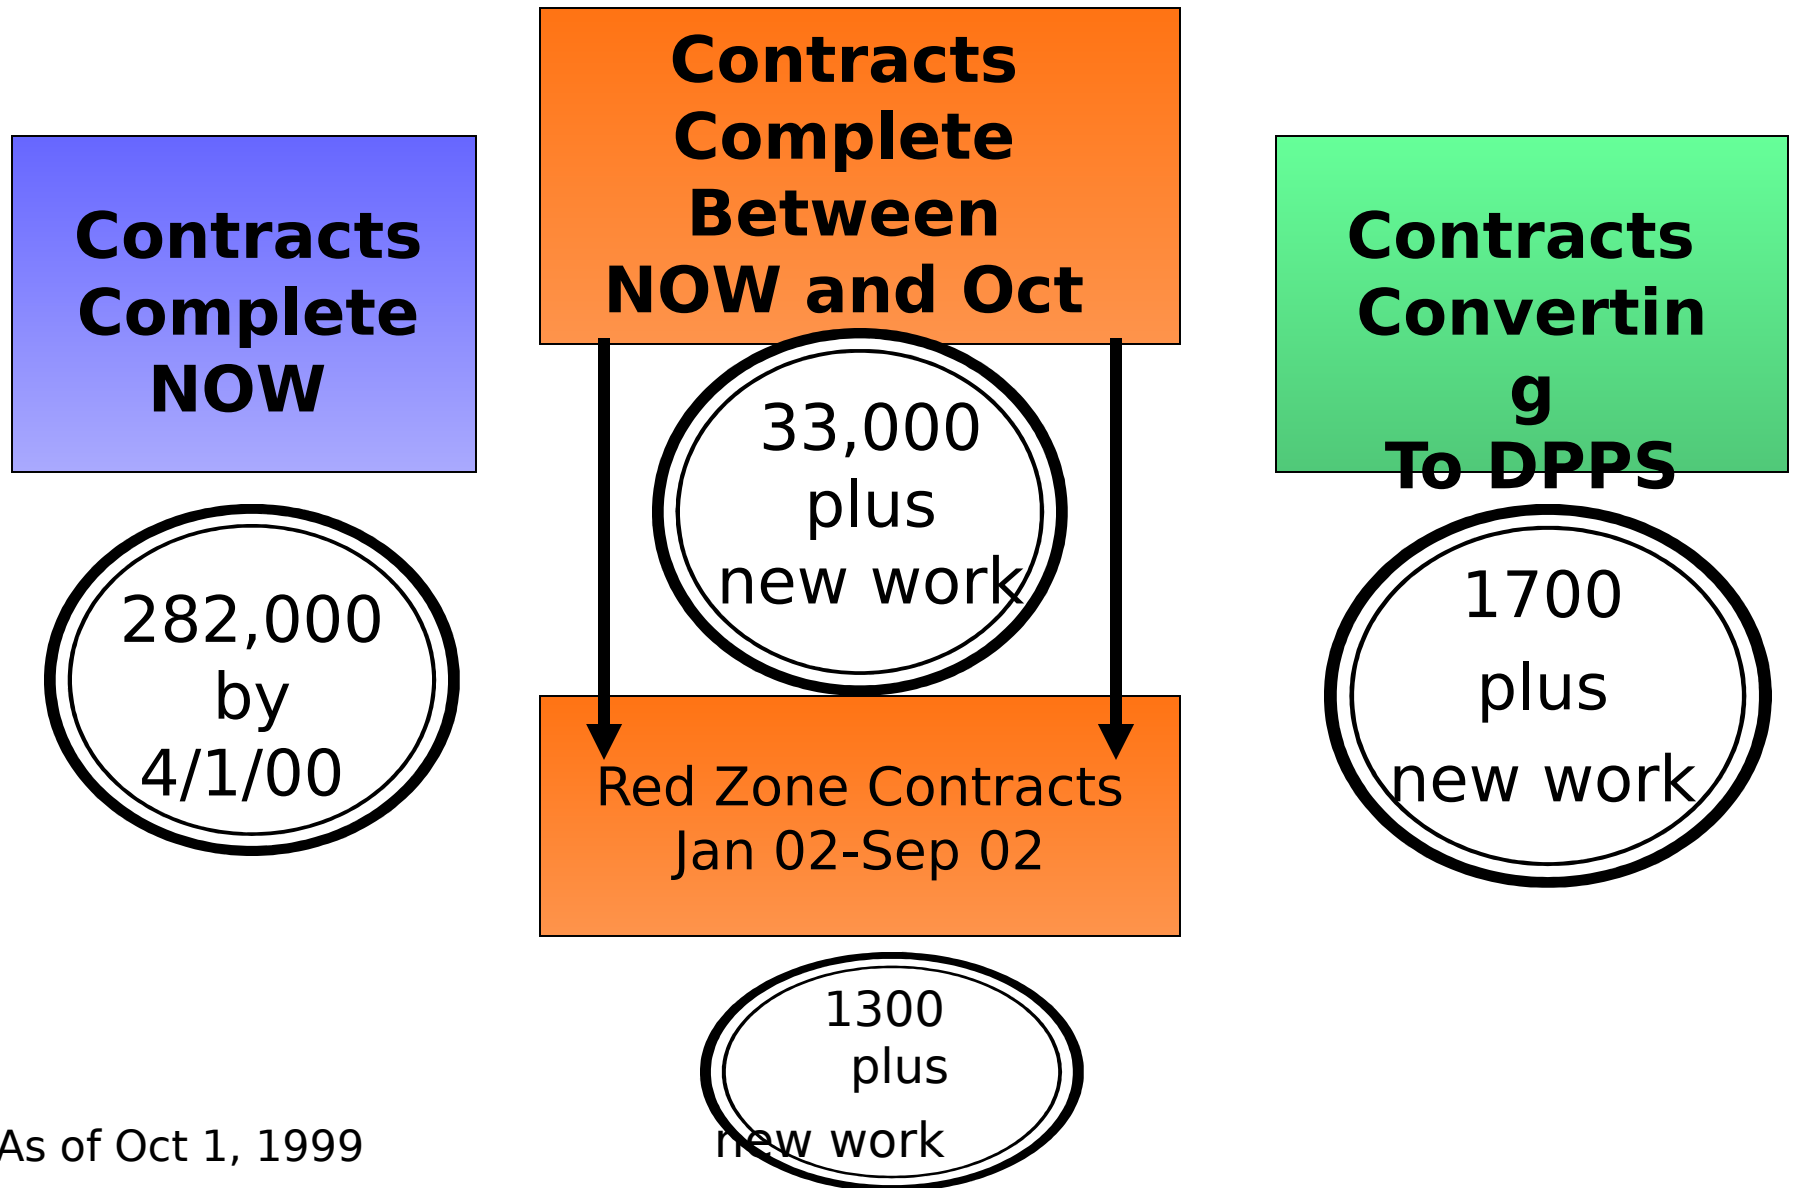 Contracts
Complete
NOW
282,000
by
4/1/00
Contracts
Complete
Between
NOW and Oct
33,000
plus
new work
Red Zone Contracts
Jan 02-Sep 02
1300
plus
new work
Contracts
Convertin
g
To DPPS
1700
plus
new work
As of Oct 1, 1999